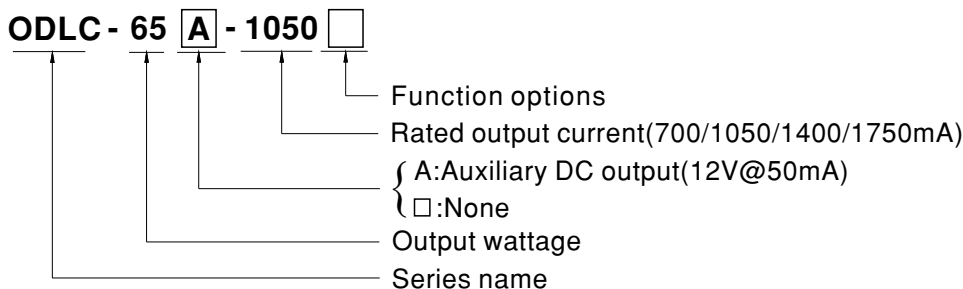 ODLC - 65 A - 1050 □
Function options
Rated output current(700/1050/1400/1750mA)
A:Auxiliary DC output(12V@50mA)
□:None
Output wattage
Series name